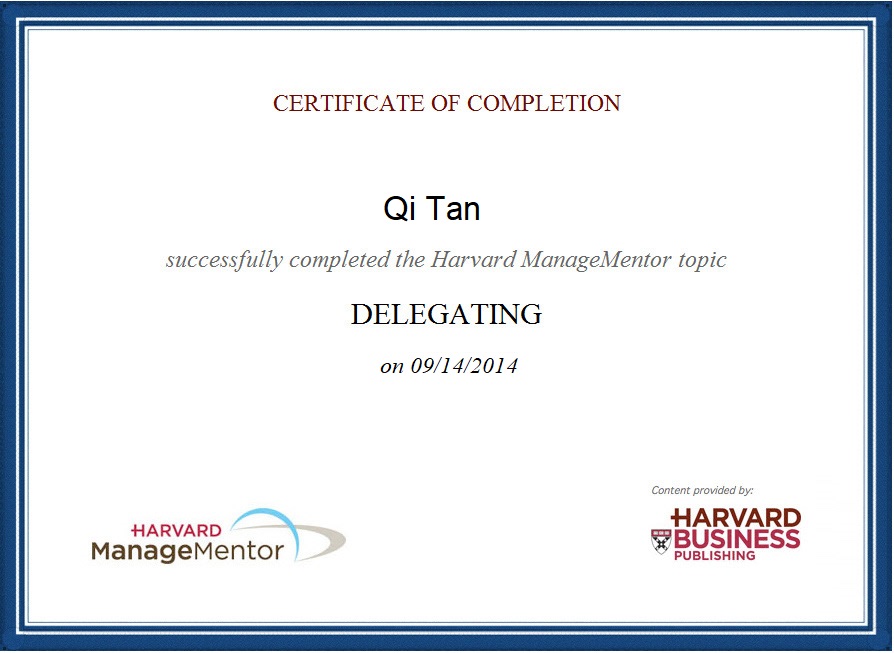 CERTIFICATE OF COMPLETION
Qi Tan
successfully completed the Harvard ManageMentor topic
DELEGATING
on 09/14/2014
HARVARD
ManageMentor
Content provided by:
HARVARD
BUSINESS
PUBLISHING